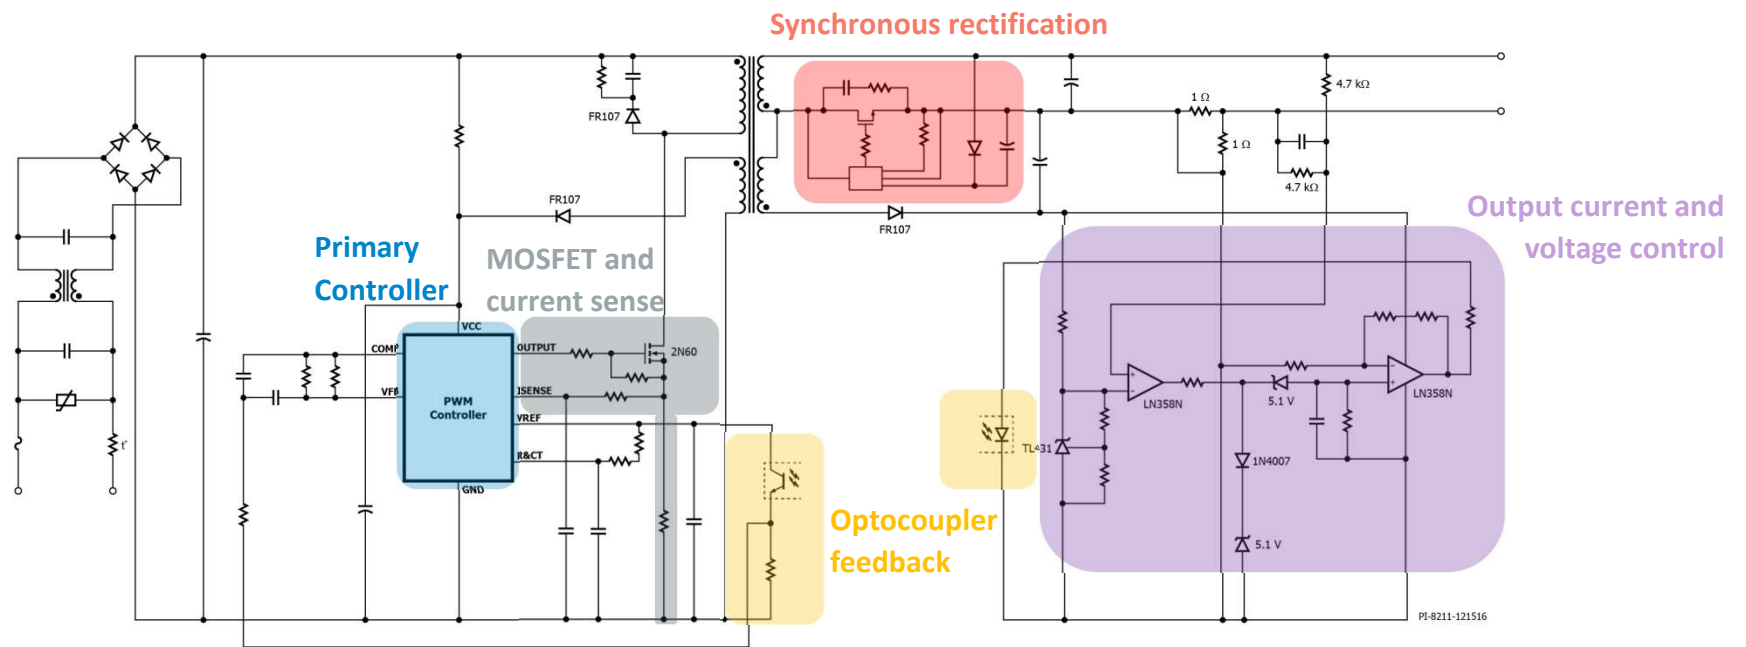 Synchronous rectification
4.7 kΩ
1 Ω
FR107
1 Ω
4.7 kΩ
FR107
FR107
Output current and
voltage control
Primary
Controller
MOSFET and
current sense
VCC
COMP
OUTPUT
2N60
VFB
ISENSE
PWM
Controller
VREF
R&CT
GND
LN358N
5.1 V
LN358N
TL431
1N4007
t°
Optocoupler
feedback
5.1 V
PI-8211-121516